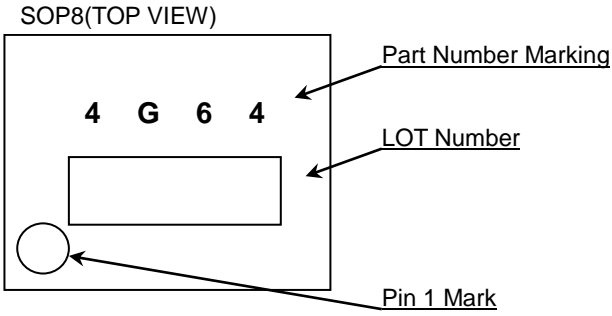 SOP8(TOP VIEW)
Part Number Marking
4 G 6 4
LOT Number
Pin 1 Mark